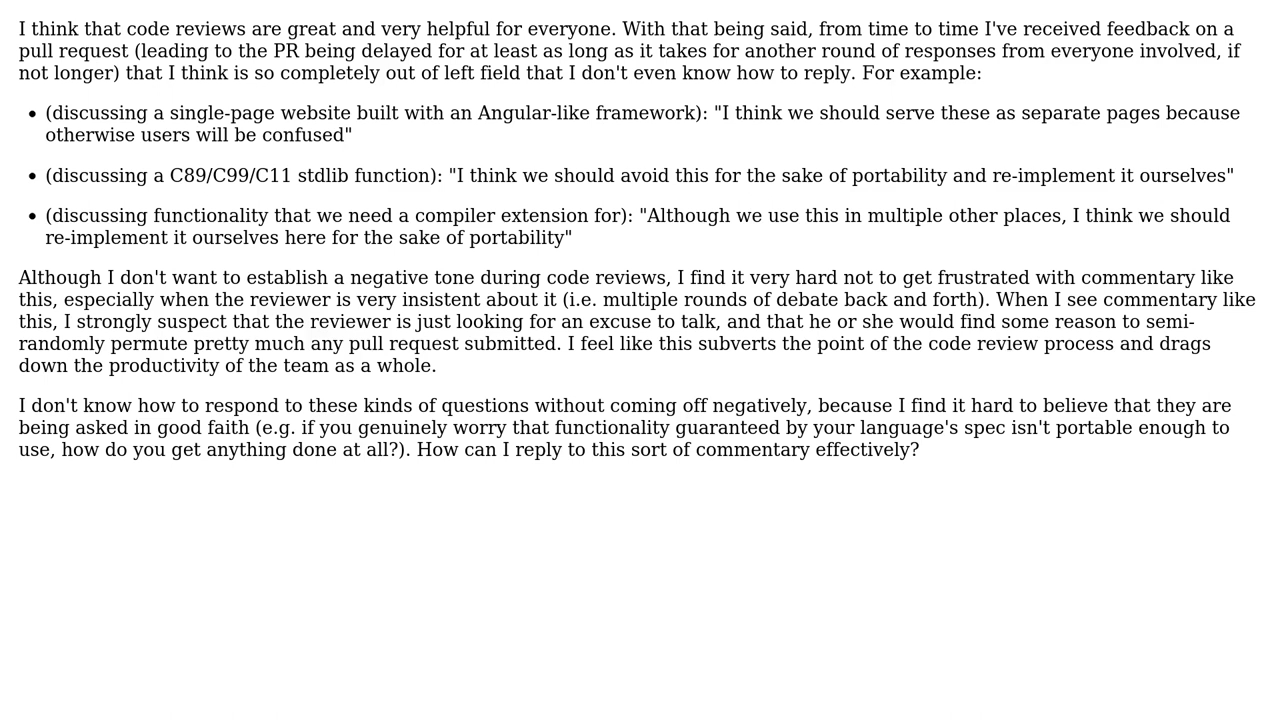 I think that code reviews are great and very helpful for everyone. With that being said, from time to time I've received feedback on a
pull request (leading to the PR being delayed for at least as long as it takes for another round of responses from everyone involved, if
not longer) that I think is so completely out of left field that I don't even know how to reply. For example:
• (discussing a single-page website built with an Angular-like framework): "I think we should serve these as separate pages because
otherwise users will be confused"
• (discussing a C89/C99/C11 stdlib function): "I think we should avoid this for the sake of portability and re-implement it ourselves"
• (discussing functionality that we need a compiler extension for): "Although we use this in multiple other places, I think we should
re-implement it ourselves here for the sake of portability"
Although I don't want to establish a negative tone during code reviews, I find it very hard not to get frustrated with commentary like
this, especially when the reviewer is very insistent about it (i.e. multiple rounds of debate back and forth). When I see commentary like
this, I strongly suspect that the reviewer is just looking for an excuse to talk, and that he or she would find some reason to semi-
randomly permute pretty much any pull request submitted. I feel like this subverts the point of the code review process and drags
down the productivity of the team as a whole.
I don't know how to respond to these kinds of questions without coming off negatively, because I find it hard to believe that they are
being asked in good faith (e.g. if you genuinely worry that functionality guaranteed by your language's spec isn't portable enough to
use, how do you get anything done at all?). How can I reply to this sort of commentary effectively?